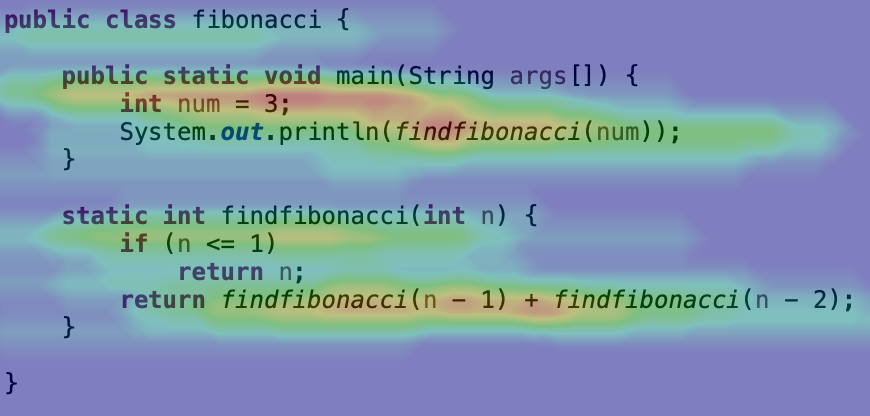 public class fibonacci {
public static void main(String args[]) {
int num = 3;
System.out.println(findfibonacci(num));
}
static int findfibonacci(int n) {
if (n <= 1)
return n;
return findfibonacci(n - 1) + findfibonacci(n - 2);
}
}